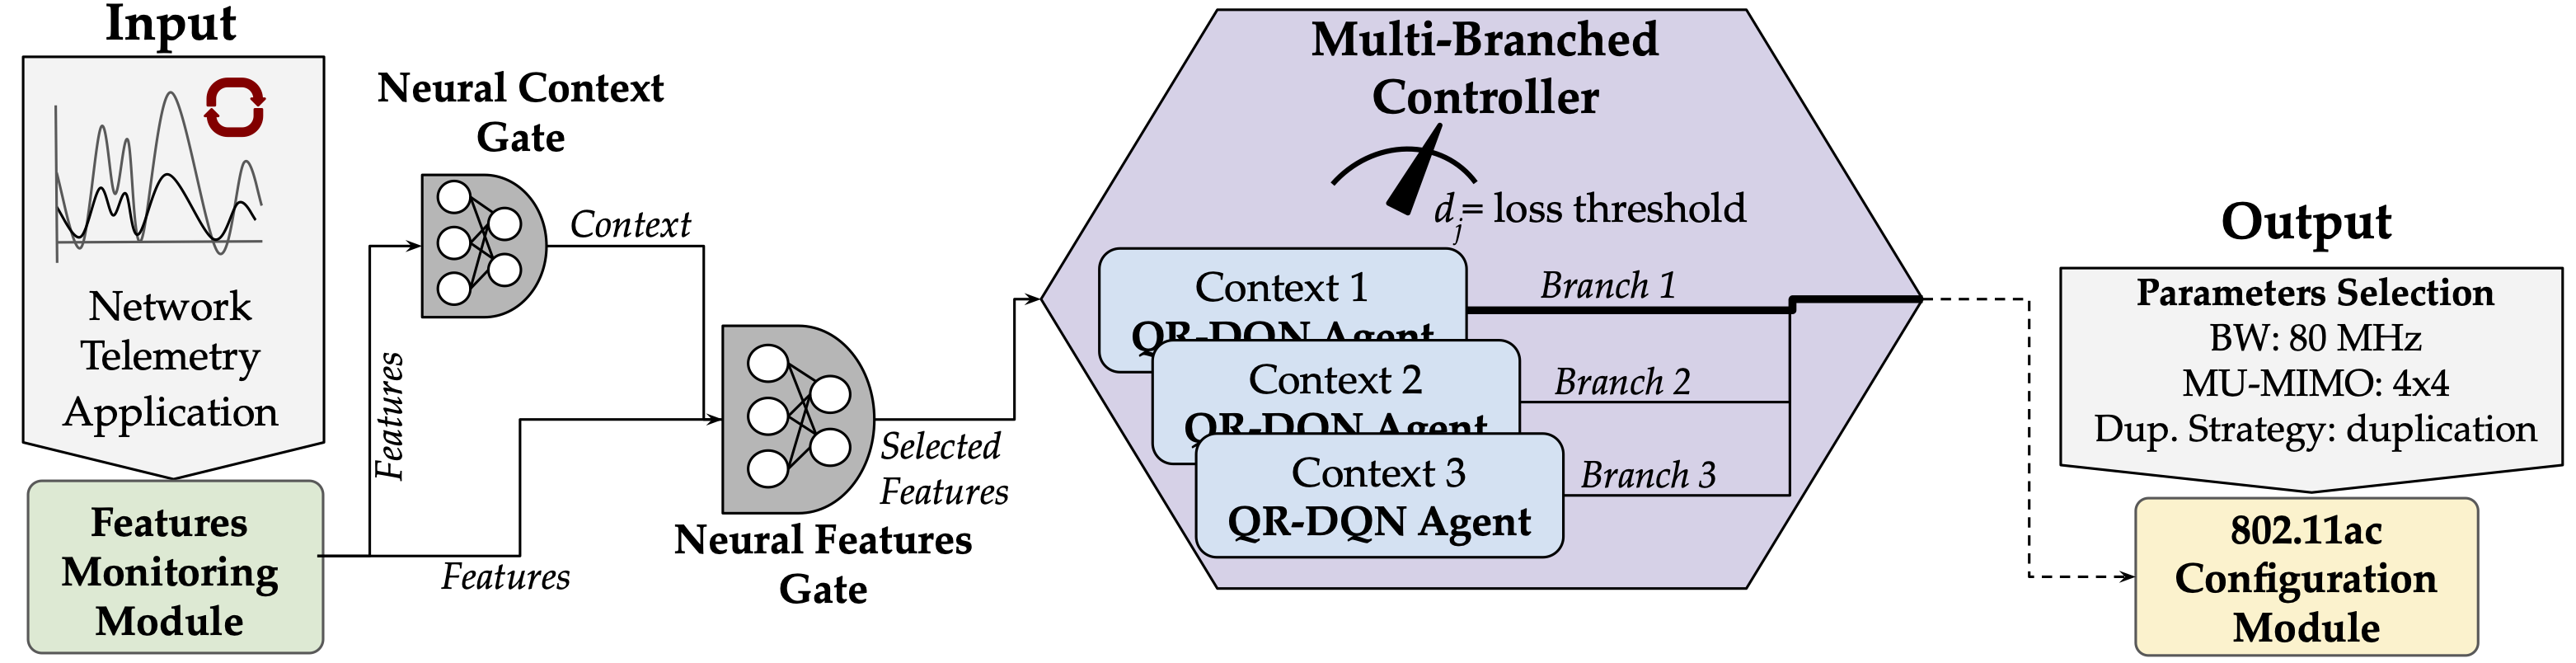 Input
Network
Telemetry
Application
Features
Monitoring
Module
Features
Features
Neural Context
Gate
Context
Neural Features
Gate
Selected
Features
Multi-Branched
Controller
dj= loss threshold
Context 1
QR-DQN Agent
Branch 1
Context 2
QR-DQN Agent
Branch 2
Context 3
QR-DQN Agent
Branch 3
Output
Parameters Selection
BW: 80 MHz
MU-MIMO: 4x4
Dup. Strategy: duplication
802.11ac
Configuration
Module